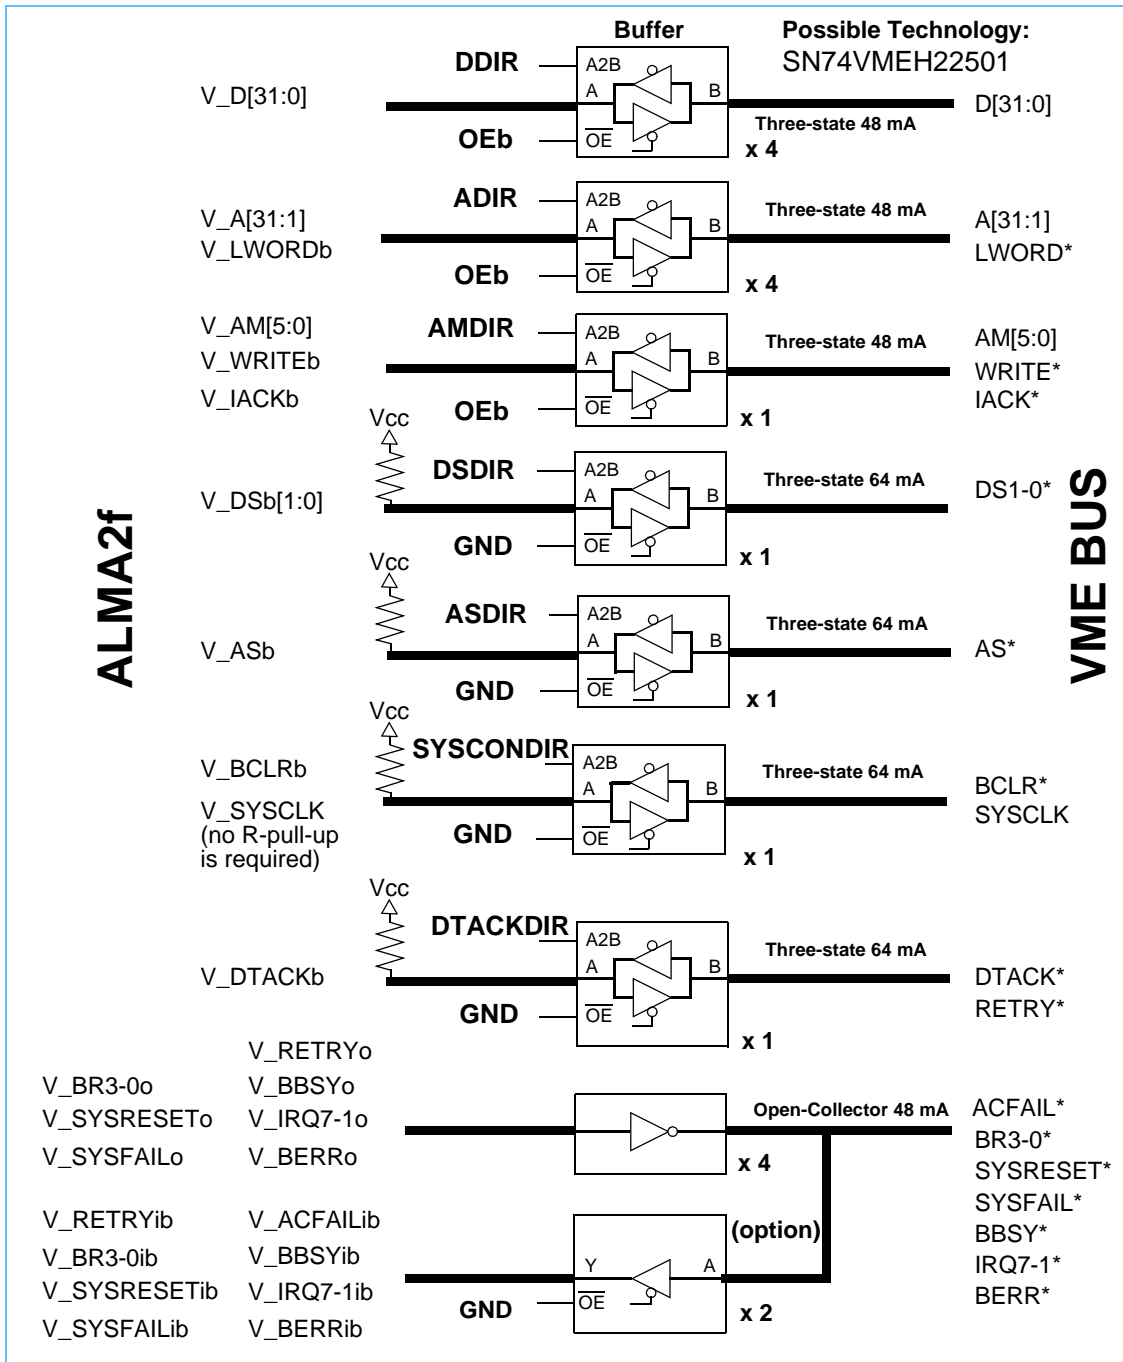 Buffer
Possible Technology:
SN74VMEH22501
DDIR
A2B
V_D[31:0]
A
B
D[31:0]
OEb
OE
Three-state 48 mA
x 4
ADIR
A2B
Three-state 48 mA
V_A[31:1]
A
B
A[31:1]
V_LWORDb
LWORD*
OEb
OE
x 4
V_AM[5:0]
AMDIR
A2B
Three-state 48 mA
AM[5:0]
V_WRITEb
A
B
WRITE*
V_IACKb
IACK*
OEb
OE
x 1
Vcc
DSDIR
A2B
Three-state 64 mA
V_DSb[1:0]
A
B
DS1-0*
GND
OE
x 1
ALMA2f
VME BUS
Vcc
ASDIR
A2B
Three-state 64 mA
V_ASb
A
B
AS*
GND
OE
x 1
Vcc
SYSCONDIR
A2B
Three-state 64 mA
V_BCLRb
A
B
BCLR*
V_SYSCLK
SYSCLK
(no R-pull-up
is required)
GND
OE
x 1
Vcc
DTACKDIR
A2B
Three-state 64 mA
V_DTACKb
A
B
DTACK*
RETRY*
GND
OE
x 1
V_RETRYo
V_BR3-0o
V_BBSYo
V_SYSRESETo
V_IRQ7-1o
V_SYSFAILo
V_BERRo
Open-Collector 48 mA
x 4
ACFAIL*
BR3-0*
SYSRESET*
SYSFAIL*
BBSY*
IRQ7-1*
BERR*
V_RETRYib
V_ACFAILib
V_BR3-0ib
V_BBSYib
V_SYSRESETib
V_IRQ7-1ib
V_SYSFAILib
V_BERRib
(option)
Y
A
GND
OE
x 2